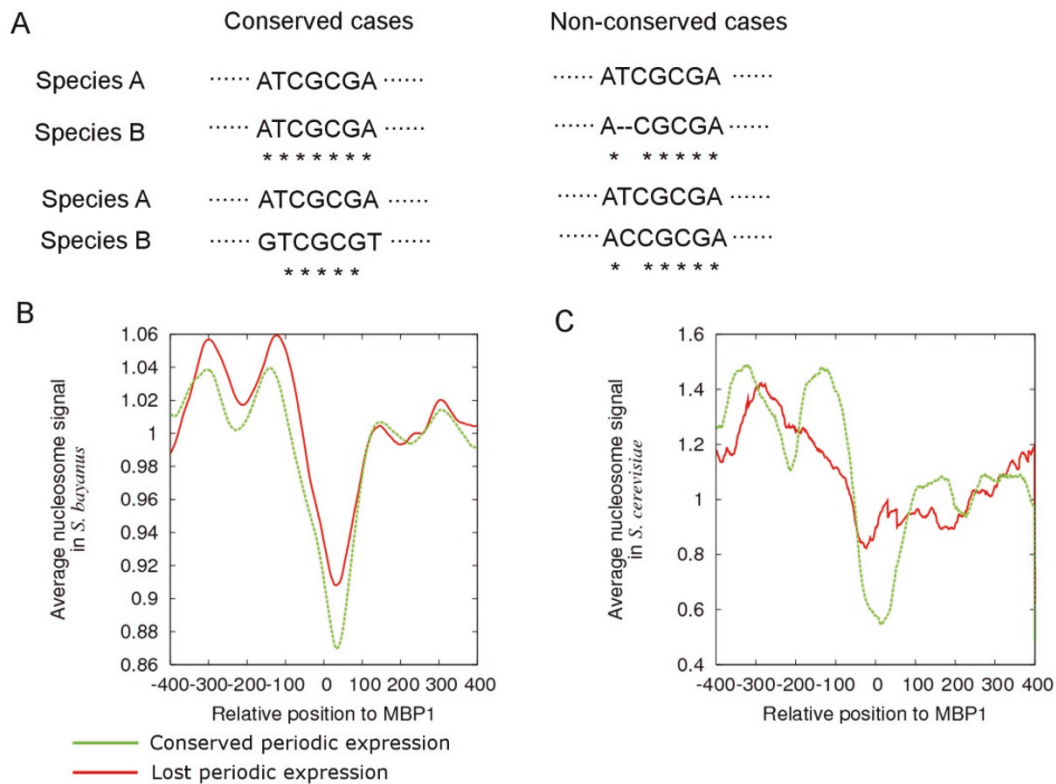 A
Conserved cases
Non-conserved cases
Species A
······ ATCGCGA ······
······ ATCGCGA ······
Species B
······ ATCGCGA ······
······ A--CGCGA ······
* * * * * * *
* * * * * *
Species A
······ ATCGCGA ······
······ ATCGCGA ······
Species B
······ GTCGCGT ······
······ ACCGCGA ······
* * * * *
* * * * * *
B
Average nucleosome signal
in S. bayanus
1.06
1.04
1.02
1
0.98
0.96
0.94
0.92
0.9
0.88
0.86
-400-300-200-100 0 100 200 300 400
Relative position to MBP1
C
Average nucleosome signal
in S. cerevisiae
1.6
1.4
1.2
1
0.8
0.6
0.4
-400-300-200-100 0 100 200 300 400
Relative position to MBP1
Conserved periodic expression
Lost periodic expression